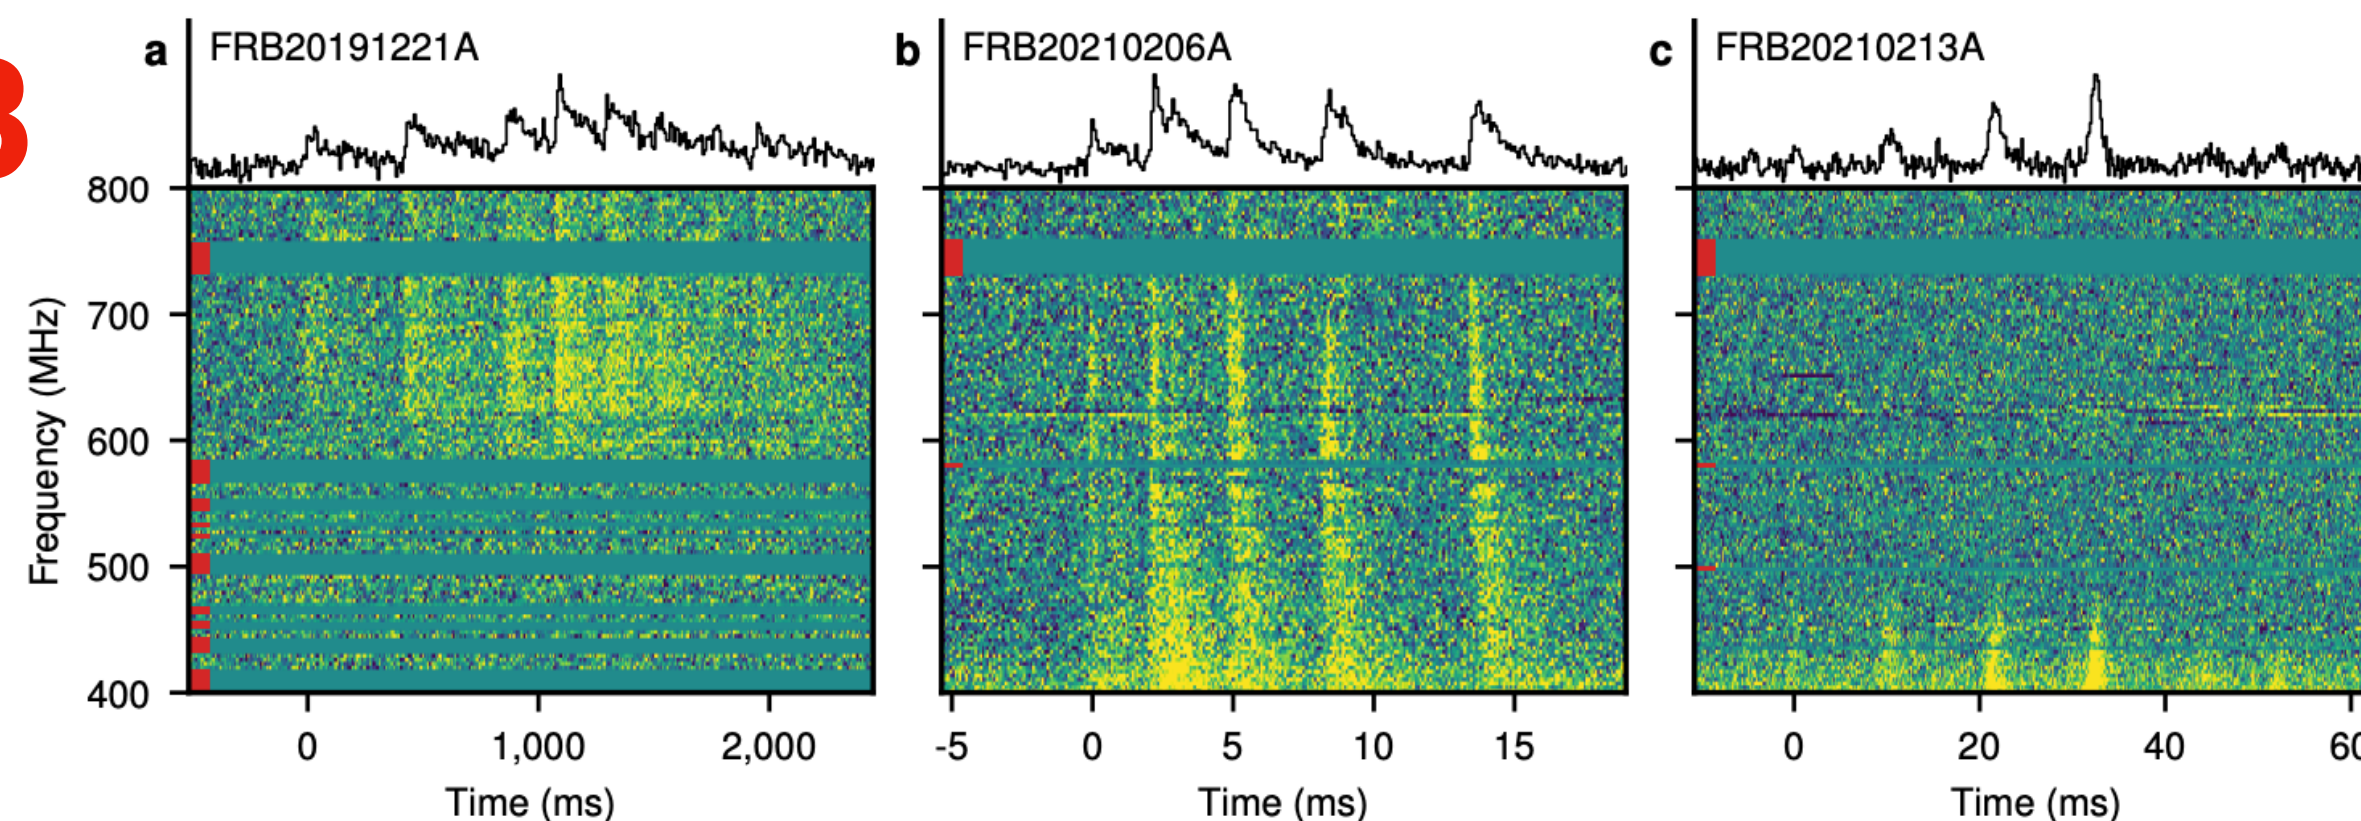 a FRB20191221A
b FRB20210206A
c FRB20210213A
800
700
600
500
400
Frequency (MHz)
0 1,000 2,000
Time (ms)
-5 0 5 10 15
Time (ms)
0 20 40
Time (ms)